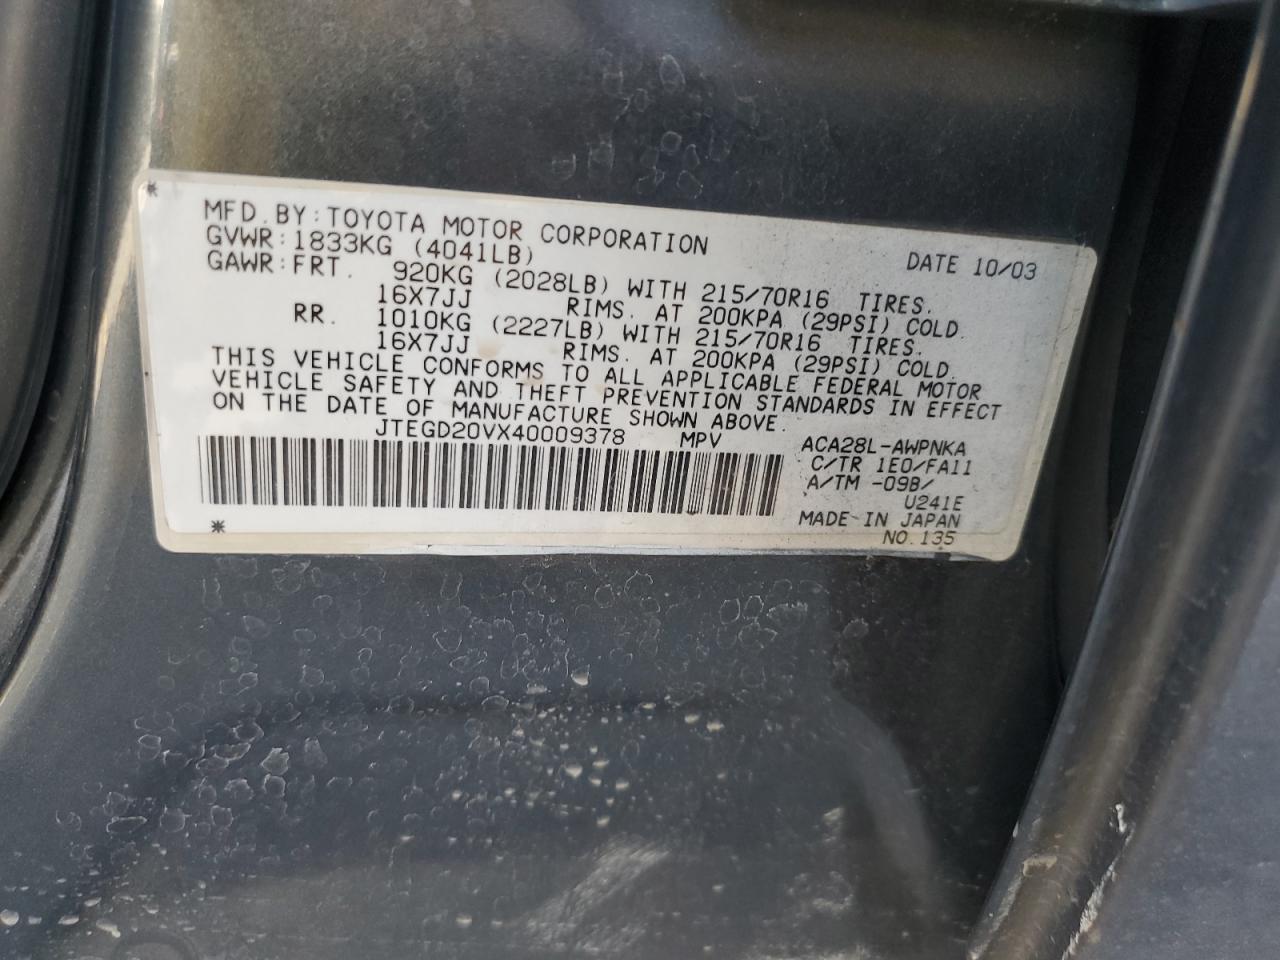 *
MFD. BY: TOYOTA MOTOR CORPORATION DATE 10/03
GVWR: 1833KG (4041LB)
GAWR: FRT. 920KG (2028LB) WITH 215/70R16 TIRES.
16X7JJ RIMS. AT 200KPA (29PSI) COLD.
RR. 1010KG (2227LB) WITH 215/70R16 TIRES.
16X7JJ RIMS. AT 200KPA (29PSI) COLD.
THIS VEHICLE CONFORMS TO ALL APPLICABLE FEDERAL MOTOR
VEHICLE SAFETY AND THEFT PREVENTION STANDARDS IN EFFECT
ON THE DATE OF MANUFACTURE SHOWN ABOVE.
JTEGD20VX40009378 MPV ACA28L-AWPNKA
C/TR 1E0/FA11
A/TM -09B/
U241E
MADE IN JAPAN
* NO.135